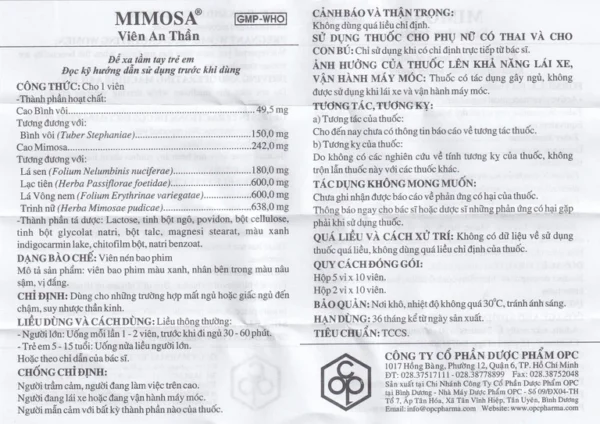 MIMOSA®
GMP-WHO
Viên An Thần
Để xa tầm tay trẻ em
Đọc kỹ hướng dẫn sử dụng trước khi dùng
CÔNG THỨC: Cho 1 viên
-Thành phần hoạt chất:
Cao Bình vôi 49,5 mg
Tương đương với:
Bình vôi (Tuber Stephaniae) 150,0 mg
Cao Mimosa 242,0 mg
Tương đương với:
Lá sen (Folium Nelumbinis nuciferae) 180,0 mg
Lạc tiên (Herba Passiflorae foetidae) 600,0 mg
Lá Vông nem (Folium Erythrinae variegatae) 600,0 mg
Trinh nữ (Herba Mimosae pudicae) 638,0 mg
-Thành phần tá dược: Lactose, tinh bột ngô, povidon, bột cellulose,
tinh bột glycolat natri, bột talc, magnesi stearat, màu xanh
indigocarmin lake, chitofilm bột, natri benzoat.
DẠNG BÀO CHẾ: Viên nén bao phim
Mô tả sản phẩm: viên bao phim màu xanh, nhân bên trong màu nâu
sậm, vị đắng.
CHỈ ĐỊNH: Dùng cho những trường hợp mất ngủ hoặc giấc ngủ đến
chậm, suy nhược thần kinh.
LIỀU DÙNG VÀ CÁCH DÙNG: Liều thông thường:
- Người lớn: Uống mỗi lần 1 - 2 viên, trước khi đi ngủ 30 - 60 phút.
- Trẻ em 5 - 15 tuổi: Uống nửa liều người lớn.
Hoặc theo chỉ dẫn của bác sĩ.
CHỐNG CHỈ ĐỊNH:
Người trầm cảm, người đang làm việc trên cao.
Người đang lái xe hoặc đang vận hành máy móc.
Người mẫn cảm với bất kỳ thành phần nào của thuốc.
CẢNH BÁO VÀ THẬN TRỌNG:
Không dùng quá liều chỉ định.
SỬ DỤNG THUỐC CHO PHỤ NỮ CÓ THAI VÀ CHO
CON BÚ: Chỉ sử dụng khi có chỉ định trực tiếp từ bác sĩ.
ẢNH HƯỞNG CỦA THUỐC LÊN KHẢ NĂNG LÁI XE,
VẬN HÀNH MÁY MÓC: Thuốc có tác dụng gây ngủ, không
được sử dụng khi lái xe và vận hành máy móc.
TƯƠNG TÁC, TƯƠNG KỴ:
a) Tương tác của thuốc:
Cho đến nay chưa có thông tin báo cáo về tương tác thuốc.
b) Tương kỵ của thuốc:
Do không có các nghiên cứu về tính tương kỵ của thuốc, không
trộn lẫn thuốc này với các thuốc khác.
TÁC DỤNG KHÔNG MONG MUỐN:
Chưa ghi nhận được báo cáo về phản ứng có hại của thuốc.
Thông báo ngay cho bác sĩ hoặc dược sĩ những phản ứng có hại gặp
phải khi sử dụng thuốc.
QUÁ LIỀU VÀ CÁCH XỬ TRÍ: Không có dữ liệu về sử dụng
thuốc quá liều, không dùng quá liều chỉ định của thuốc.
QUY CÁCH ĐÓNG GÓI:
Hộp 5 vỉ x 10 viên.
Hộp 2 vỉ x 10 viên.
BẢO QUẢN: Nơi khô, nhiệt độ không quá 30°C, tránh ánh sáng.
HẠN DÙNG: 36 tháng kể từ ngày sản xuất.
TIÊU CHUẨN: TCCS.
opc
CÔNG TY CỔ PHẦN DƯỢC PHẨM OPC
1017 Hồng Bàng, Phường 12, Quận 6, TP. Hồ Chí Minh
ĐT: 028.37517111 - 028.38778899 Fax: 028.38752048
Sản xuất tại Chi Nhánh Công Ty Cổ Phần Dược Phẩm OPC
tại Bình Dương - Nhà Máy Dược Phẩm OPC - Số 09/ĐX04-TH
Tổ 7, Ấp Tân Hóa, Xã Tân Vĩnh Hiệp, Tân Uyên, Bình Dương
Email: info@opcpharma.com Website: www.opcpharma.com